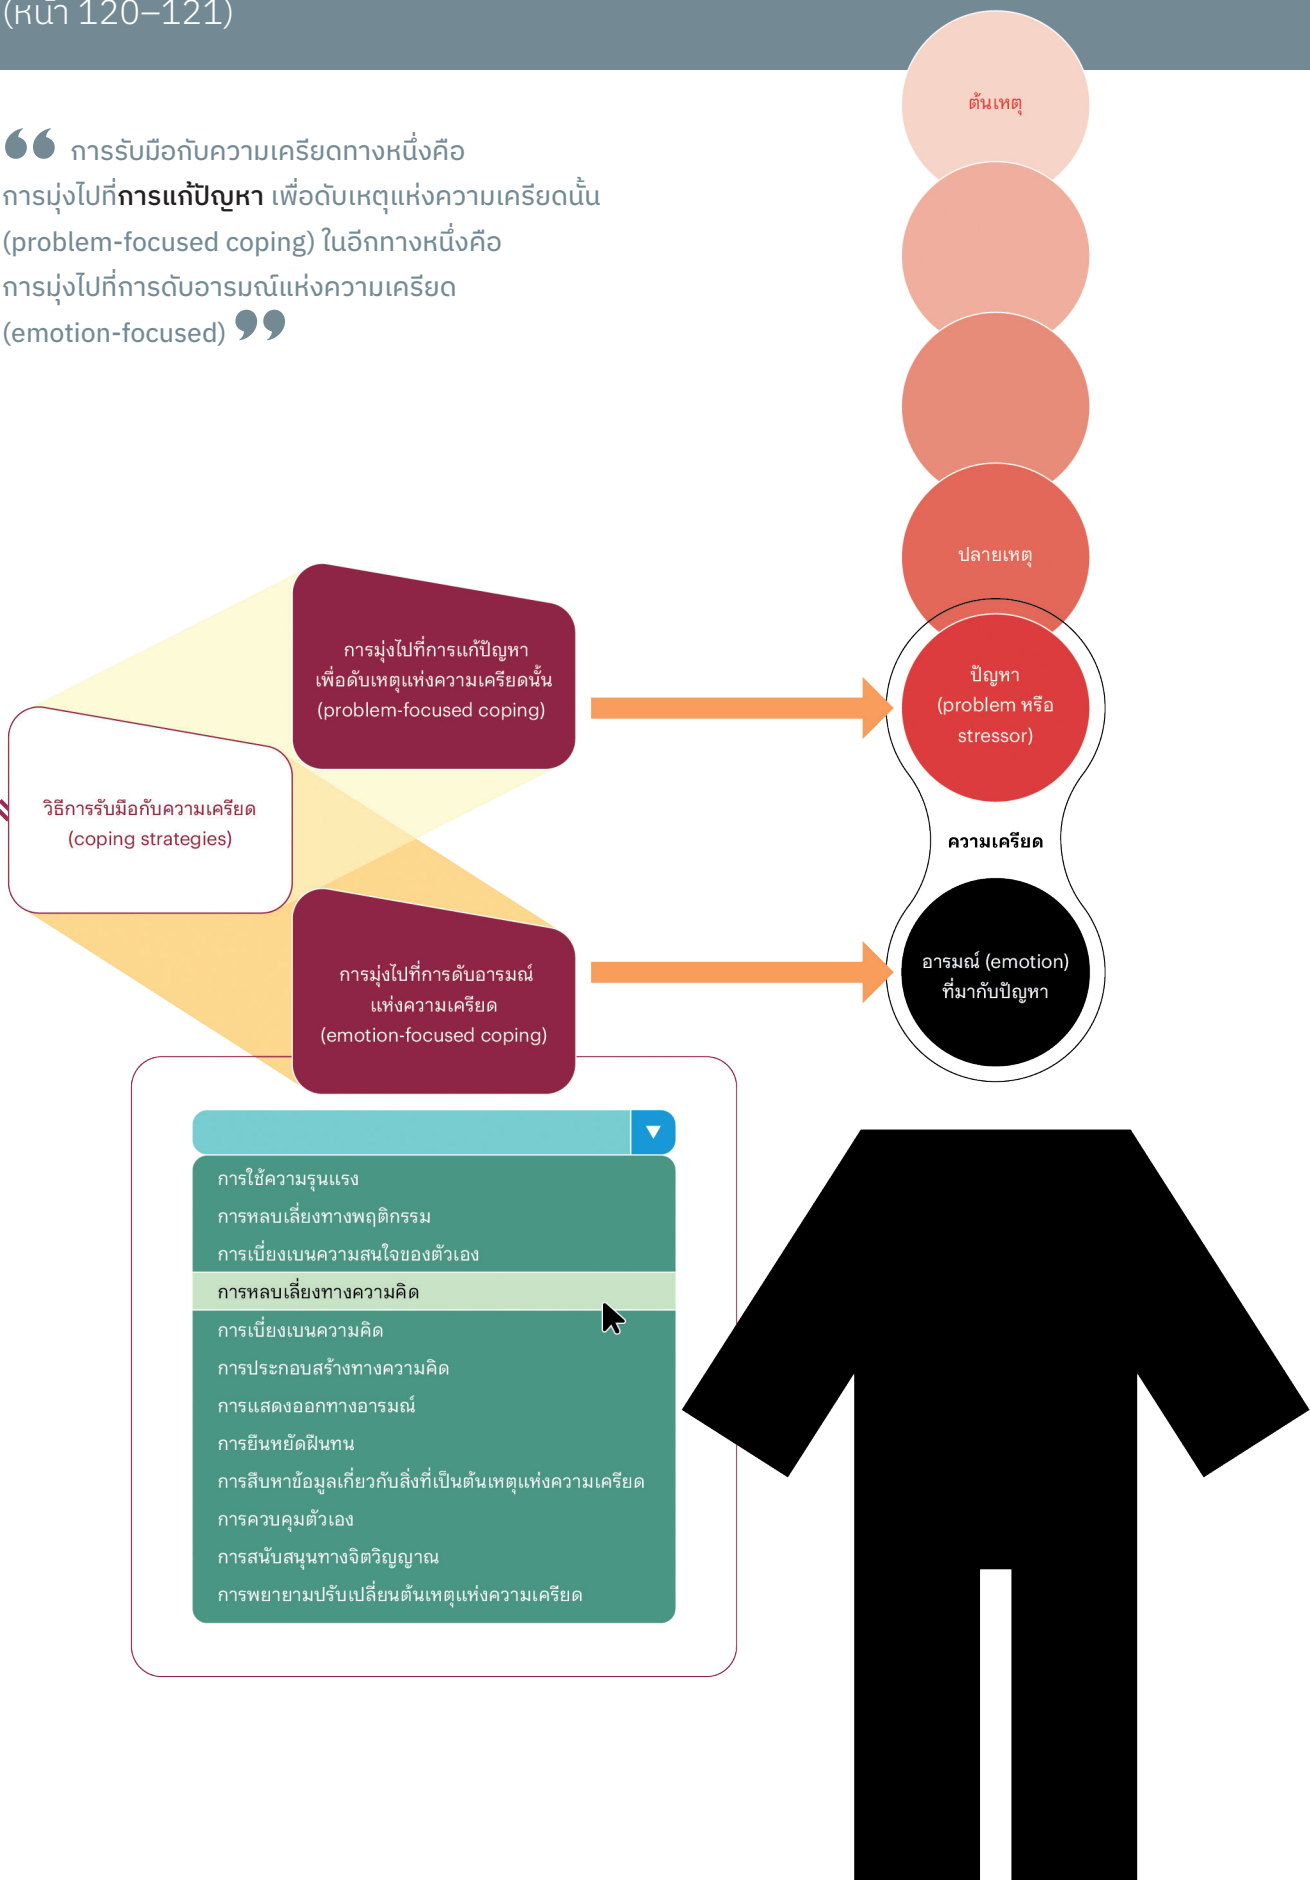 (หน้า 120–121)
“ การรับมือกับความเครียดทางหนึ่งคือ
การมุ่งไปที่การแก้ปัญหา เพื่อดับเหตุแห่งความเครียดนั้น
(problem-focused coping) ในอีกทางหนึ่งคือ
การมุ่งไปที่การดับอารมณ์แห่งความเครียด
(emotion-focused) ”
ต้นเหตุ
ปลายเหตุ
การมุ่งไปที่การแก้ปัญหา
เพื่อดับเหตุแห่งความเครียดนั้น
(problem-focused coping)
ปัญหา
(problem หรือ
stressor)
วิธีการรับมือกับความเครียด
(coping strategies)
ความเครียด
การมุ่งไปที่การดับอารมณ์
แห่งความเครียด
(emotion-focused coping)
อารมณ์ (emotion)
ที่มากับปัญหา
การใช้ความรุนแรง
การหลบเลี่ยงทางพฤติกรรม
การเบี่ยงเบนความสนใจของตัวเอง
การหลบเลี่ยงทางความคิด
การเบี่ยงเบนความคิด
การประกอบสร้างทางความคิด
การแสดงออกทางอารมณ์
การยืนหยัดฝืนทน
การสืบหาข้อมูลเกี่ยวกับสิ่งที่เป็นต้นเหตุแห่งความเครียด
การควบคุมตัวเอง
การสนับสนุนทางจิตวิญญาณ
การพยายามปรับเปลี่ยนต้นเหตุแห่งความเครียด